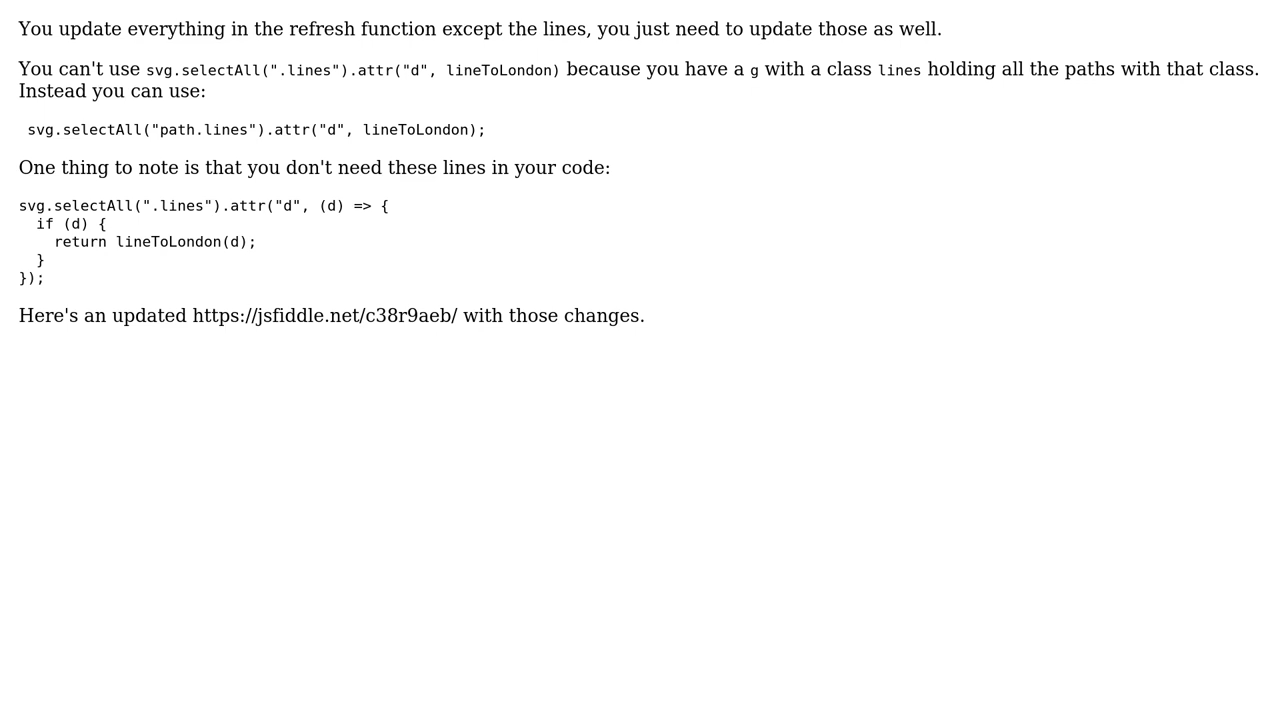 You update everything in the refresh function except the lines, you just need to update those as well.
You can't use svg.selectAll(".lines").attr("d", lineToLondon) because you have a g with a class lines holding all the paths with that class.
Instead you can use:
svg.selectAll("path.lines").attr("d", lineToLondon);
One thing to note is that you don't need these lines in your code:
svg.selectAll(".lines").attr("d", (d) => {
  if (d) {
    return lineToLondon(d);
  }
});
Here's an updated https://jsfiddle.net/c38r9aeb/ with those changes.